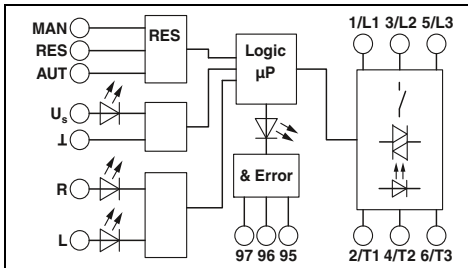 MAN
RES
AUT
RES
Us
⊥
R
L
Logic
µP
& Error
97 96 95
1/L1 3/L2 5/L3
2/T1 4/T2 6/T3